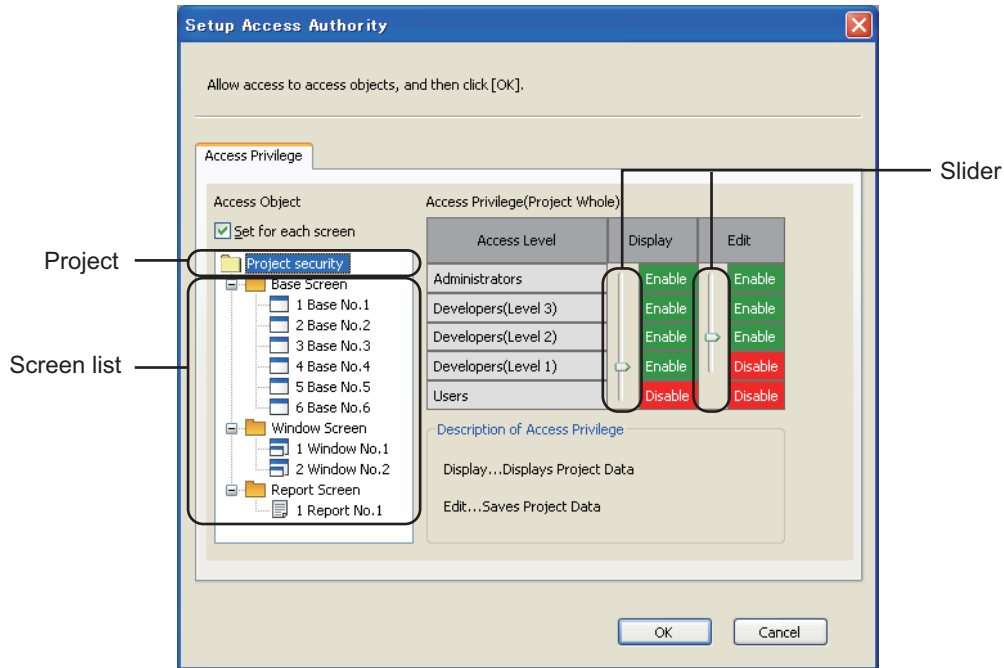 Setup Access Authority
Allow access to access objects, and then click [OK].
Access Privilege
Slider
Access Object
Access Privilege(Project Whole)
Set for each screen
Access Level Display Edit
Project
Project security
Administrators Enable Enable
Base Screen
1 Base No.1
Developers(Level 3) Enable Enable
2 Base No.2
Developers(Level 2) Enable Enable
3 Base No.3
Screen list
4 Base No.4
Developers(Level 1) Enable Disable
5 Base No.5
Users Disable Disable
6 Base No.6
Window Screen
1 Window No.1
2 Window No.2
Report Screen
1 Report No.1
Description of Access Privilege
Display...Displays Project Data
Edit...Saves Project Data
OK Cancel